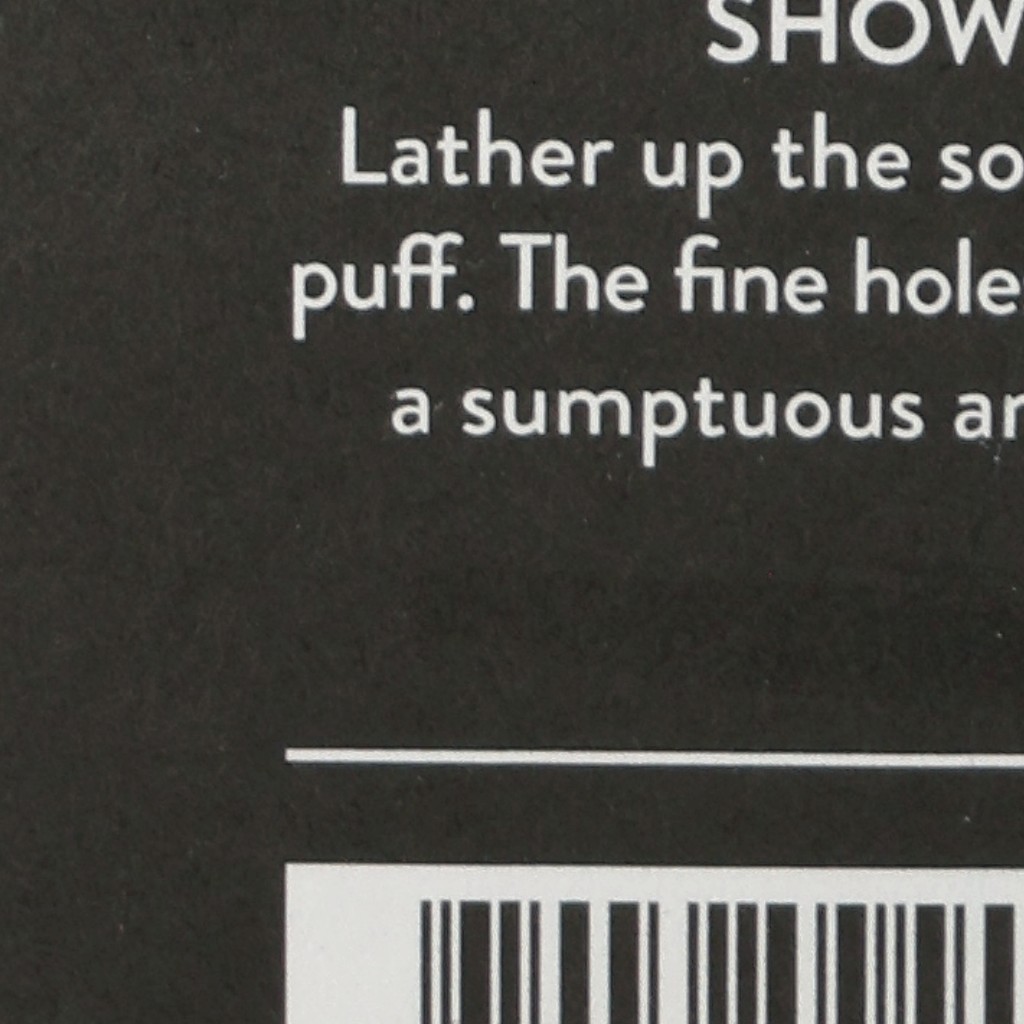 SHOW
Lather up the so
puff. The fine hole
a sumptuous ar